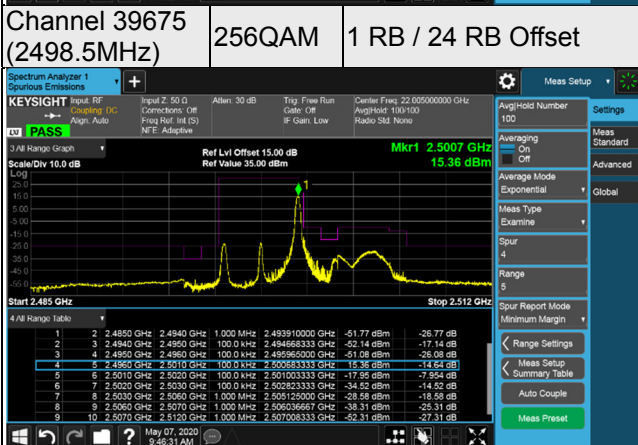 Channel 39675 (2498.5MHz) 256QAM 1 RB / 24 RB Offset
Spectrum Analyzer 1
Spurious Emissions
Meas Setup
KEYSIGHT Input: RF
Coupling: DC
Align: Auto
Input Z: 50 Ω
Corrections: Off
Freq Ref: Int (S)
NFE: Adaptive
Atten: 30 dB
Trig: Free Run
Gate: Off
IF Gain: Low
Center Freq: 22.005000000 GHz
Avg|Hold: 100/100
Radio Std: None
PASS
3 All Range Graph
Scale/Div 10.0 dB
Ref Lvl Offset 15.00 dB
Ref Value 35.00 dBm
Mkr1 2.5007 GHz
15.36 dBm
Log
25.0
15.0
5.00
-5.00
-15.0
-25.0
-35.0
-45.0
-55.0
1
Start 2.485 GHz
Stop 2.512 GHz
4 All Range Table
1 2 2.4850 GHz 2.4940 GHz 1.000 MHz 2.493910000 GHz -51.77 dBm -26.77 dB
2 3 2.4940 GHz 2.4950 GHz 100.0 kHz 2.494668333 GHz -52.14 dBm -17.14 dB
3 4 2.4950 GHz 2.4960 GHz 100.0 kHz 2.495965000 GHz -51.08 dBm -26.08 dB
4 5 2.4960 GHz 2.5010 GHz 100.0 kHz 2.500683333 GHz 15.36 dBm -14.64 dB
5 6 2.5010 GHz 2.5020 GHz 100.0 kHz 2.501003333 GHz -17.95 dBm -7.954 dB
6 7 2.5020 GHz 2.5030 GHz 100.0 kHz 2.502823333 GHz -34.52 dBm -14.52 dB
7 8 2.5030 GHz 2.5060 GHz 1.000 MHz 2.505125000 GHz -28.58 dBm -18.58 dB
8 9 2.5060 GHz 2.5070 GHz 1.000 MHz 2.506036667 GHz -38.31 dBm -25.31 dB
9 10 2.5070 GHz 2.5120 GHz 1.000 MHz 2.507008333 GHz -52.31 dBm -27.31 dB
Avg|Hold Number
100
Averaging
On
Off
Average Mode
Exponential
Meas Type
Examine
Spur
4
Range
5
Spur Report Mode
Minimum Margin
Range Settings
Meas Setup
Summary Table
Auto Couple
Meas Preset
Settings
Meas
Standard
Advanced
Global
May 07, 2020
9:46:31 AM